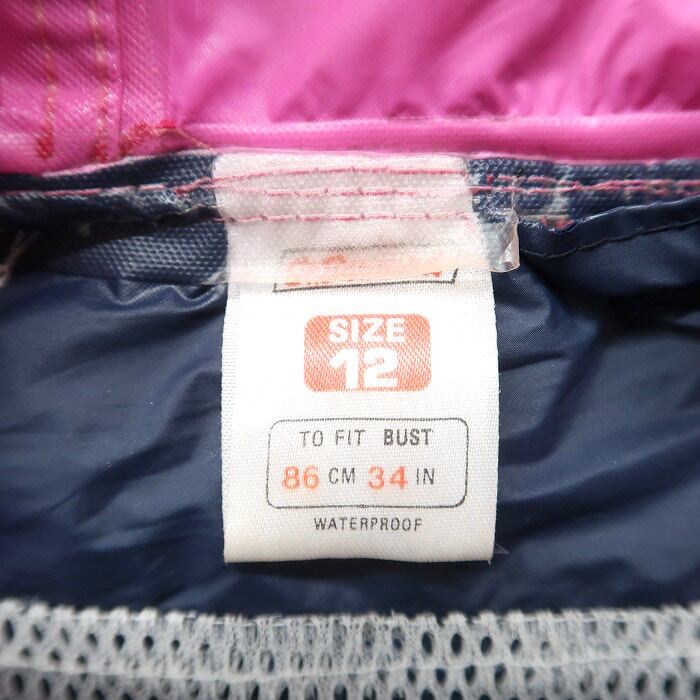 SIZE
12
TO FIT BUST
86 CM 34 IN
WATERPROOF